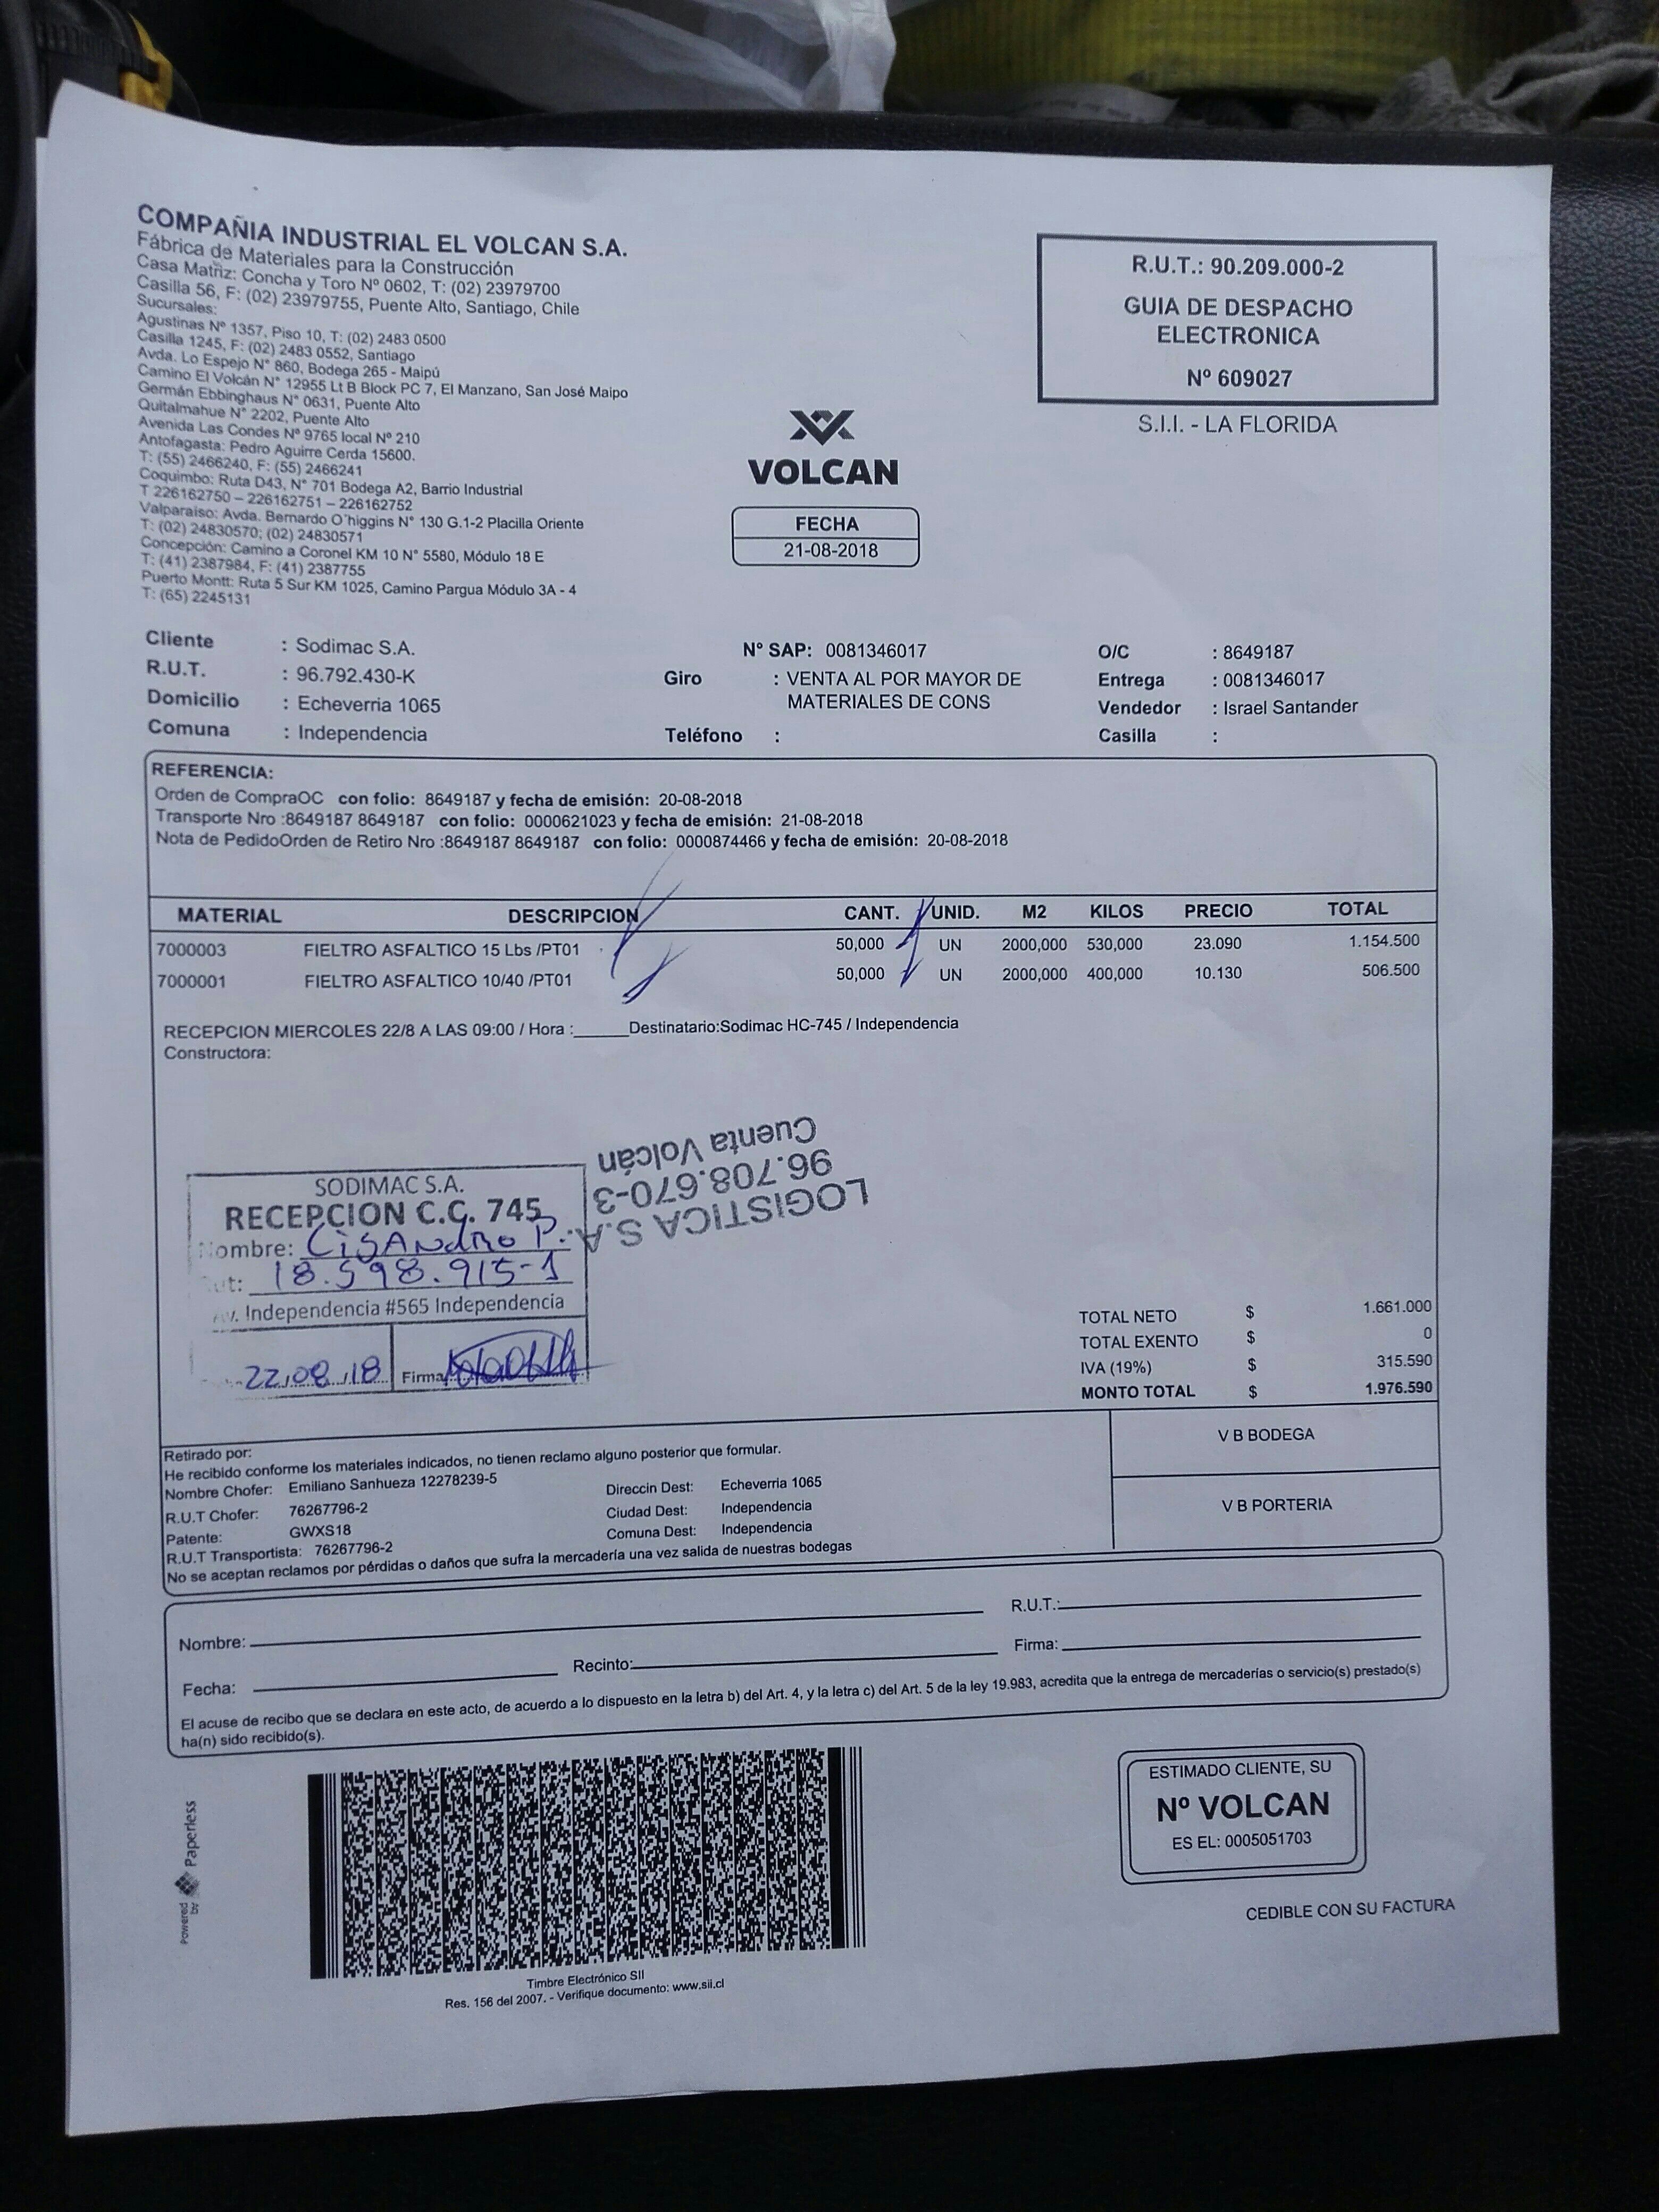 COMPAÑIA INDUSTRIAL EL VOLCAN S.A.
Fábrica de Materiales para la Construcción
Casa Matriz: Concha y Toro Nº 0602, T: (02) 23979700
Casilla 56, F: (02) 23979755, Puente Alto, Santiago, Chile
Sucursales:
Agustinas Nº 1357, Piso 10, T: (02) 2483 0500
Casilla 1245, F: (02) 2483 0552, Santiago
Avda. Lo Espejo N° 860, Bodega 265 - Maipú
Camino El Volcán N° 12955 Lt B Block PC 7, El Manzano, San José Maipo
Germán Ebbinghaus N° 0631, Puente Alto
Quitalmahue N° 2202, Puente Alto
Avenida Las Condes Nº 9765 local Nº 210
Antofagasta: Pedro Aguirre Cerda 15600.
T: (55) 2466240, F: (55) 2466241
Coquimbo: Ruta D43, N° 701 Bodega A2, Barrio Industrial
T 226162750 – 226162751 – 226162752
Valparaiso: Avda. Bernardo O´higgins N° 130 G.1-2 Placilla Oriente
T: (02) 24830570; (02) 24830571
Concepción: Camino a Coronel KM 10 N° 5580, Módulo 18 E
T: (41) 2387984, F: (41) 2387755
Puerto Montt: Ruta 5 Sur KM 1025, Camino Pargua Módulo 3A - 4
T: (65) 2245131
R.U.T.: 90.209.000-2
GUIA DE DESPACHO
ELECTRONICA
Nº 609027
S.I.I. - LA FLORIDA
VOLCAN
FECHA
21-08-2018
Cliente : Sodimac S.A.
R.U.T. : 96.792.430-K
Domicilio : Echeverria 1065
Comuna : Independencia
N° SAP: 0081346017
Giro : VENTA AL POR MAYOR DE
MATERIALES DE CONS
Teléfono :
O/C : 8649187
Entrega : 0081346017
Vendedor : Israel Santander
Casilla :
REFERENCIA:
Orden de CompraOC con folio: 8649187 y fecha de emisión: 20-08-2018
Transporte Nro :8649187 8649187 con folio: 0000621023 y fecha de emisión: 21-08-2018
Nota de PedidoOrden de Retiro Nro :8649187 8649187 con folio: 0000874466 y fecha de emisión: 20-08-2018
MATERIAL DESCRIPCION CANT. UNID. M2 KILOS PRECIO TOTAL
7000003 FIELTRO ASFALTICO 15 Lbs /PT01 50,000 UN 2000,000 530,000 23.090 1.154.500
7000001 FIELTRO ASFALTICO 10/40 /PT01 50,000 UN 2000,000 400,000 10.130 506.500
RECEPCION MIERCOLES 22/8 A LAS 09:00 / Hora :______Destinatario:Sodimac HC-745 / Independencia
Constructora:
LOGISTICA S.A.
96.708.670-3
Cuenta Volcán
SODIMAC S.A.
RECEPCION C.C. 745
Nombre: LiSANdRO P.
Rut: 18.598.915-1
Av. Independencia #565 Independencia
22.08.18 Firma
TOTAL NETO $ 1.661.000
TOTAL EXENTO $ 0
IVA (19%) $ 315.590
MONTO TOTAL $ 1.976.590
Retirado por:
He recibido conforme los materiales indicados, no tienen reclamo alguno posterior que formular.
Nombre Chofer: Emiliano Sanhueza 12278239-5
R.U.T Chofer: 76267796-2
Patente: GWXS18
R.U.T Transportista: 76267796-2
Direccin Dest: Echeverria 1065
Ciudad Dest: Independencia
Comuna Dest: Independencia
No se aceptan reclamos por pérdidas o daños que sufra la mercadería una vez salida de nuestras bodegas
V B BODEGA
V B PORTERIA
Nombre: R.U.T.:
Fecha: Recinto: Firma:
El acuse de recibo que se declara en este acto, de acuerdo a lo dispuesto en la letra b) del Art. 4, y la letra c) del Art. 5 de la ley 19.983, acredita que la entrega de mercaderías o servicio(s) prestado(s)
ha(n) sido recibido(s).
Powered by Paperless
Timbre Electrónico SII
Res. 156 del 2007. - Verifique documento: www.sii.cl
ESTIMADO CLIENTE, SU
Nº VOLCAN
ES EL: 0005051703
CEDIBLE CON SU FACTURA